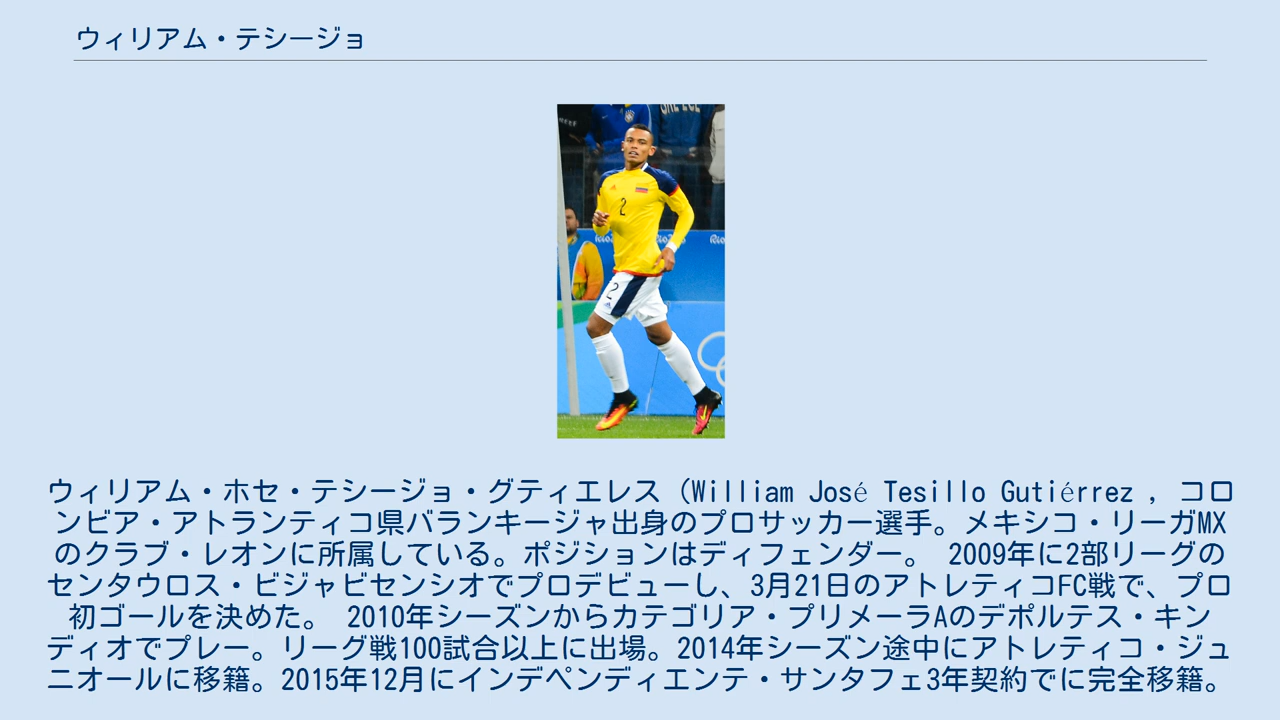 ウィリアム・テシージョ
2
2
ウィリアム・ホセ・テシージョ・グティエレス（William José Tesillo Gutiérrez , コロ
ンビア・アトランティコ県バランキージャ出身のプロサッカー選手。メキシコ・リーガMX
のクラブ・レオンに所属している。ポジションはディフェンダー。 2009年に2部リーグの
センタウロス・ビジャビセンシオでプロデビューし、3月21日のアトレティコFC戦で、プロ
初ゴールを決めた。 2010年シーズンからカテゴリア・プリメーラAのデポルテス・キン
ディオでプレー。リーグ戦100試合以上に出場。2014年シーズン途中にアトレティコ・ジュ
ニオールに移籍。2015年12月にインデペンディエンテ・サンタフェ3年契約でに完全移籍。